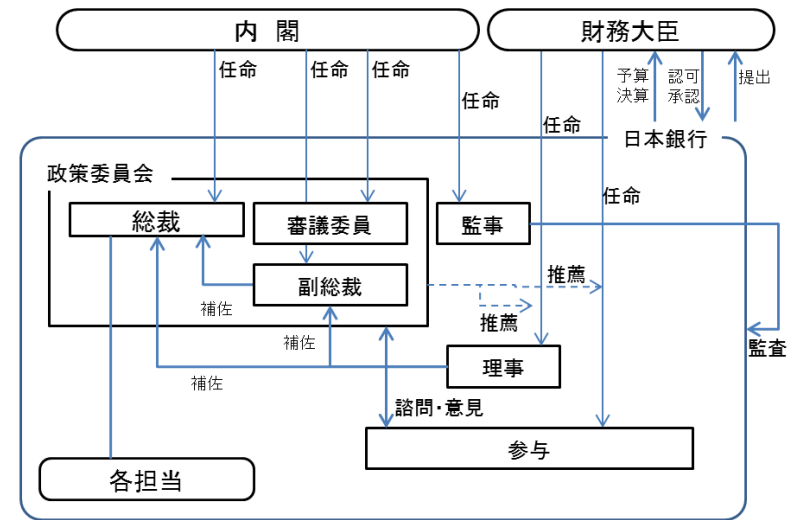 内 閣
財務大臣
任命
任命
任命
任命
任命
予算
決算
認可
承認
提出
日本銀行
政策委員会
任命
総裁
審議委員
監事
副総裁
推薦
補佐
推薦
補佐
監査
理事
補佐
諮問・意見
参与
各担当